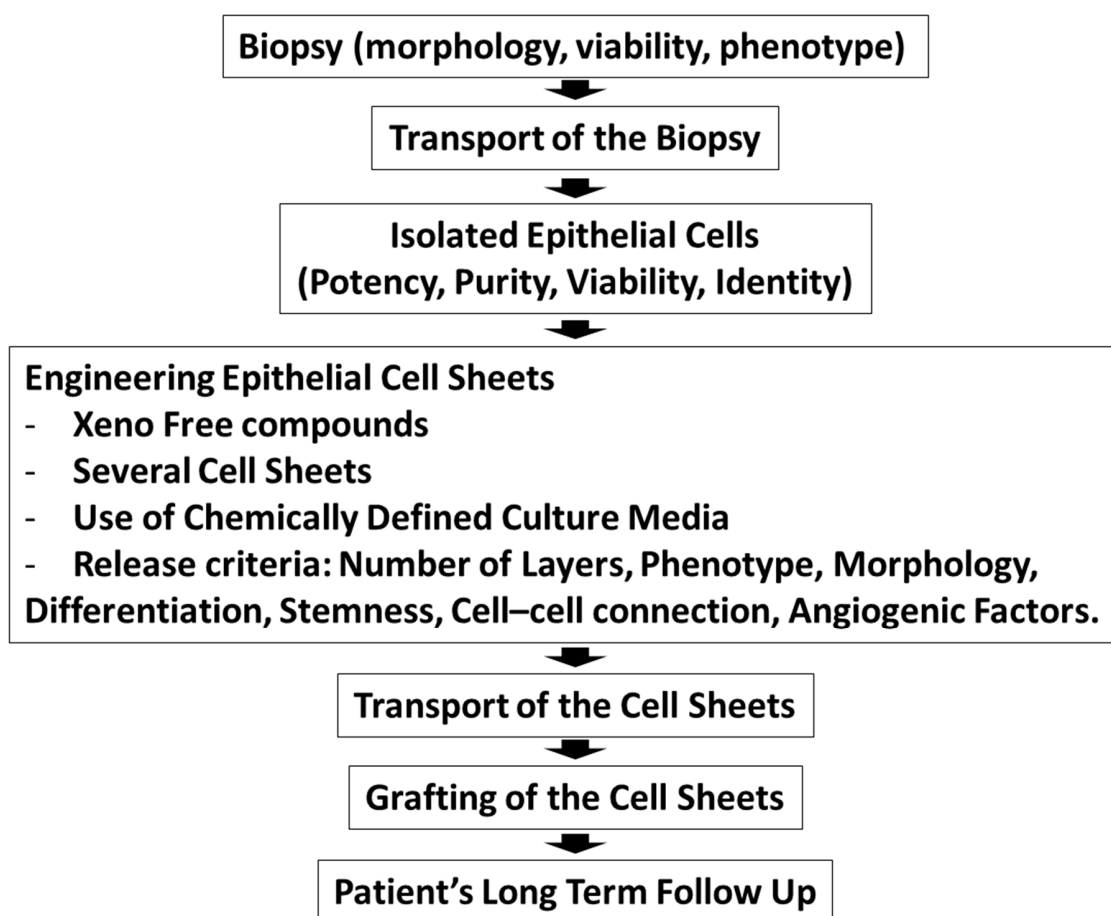 Biopsy (morphology, viability, phenotype)
Transport of the Biopsy
Isolated Epithelial Cells
(Potency, Purity, Viability, Identity)
Engineering Epithelial Cell Sheets
- Xeno Free compounds
- Several Cell Sheets
- Use of Chemically Defined Culture Media
- Release criteria: Number of Layers, Phenotype, Morphology,
Differentiation, Stemness, Cell–cell connection, Angiogenic Factors.
Transport of the Cell Sheets
Grafting of the Cell Sheets
Patient’s Long Term Follow Up